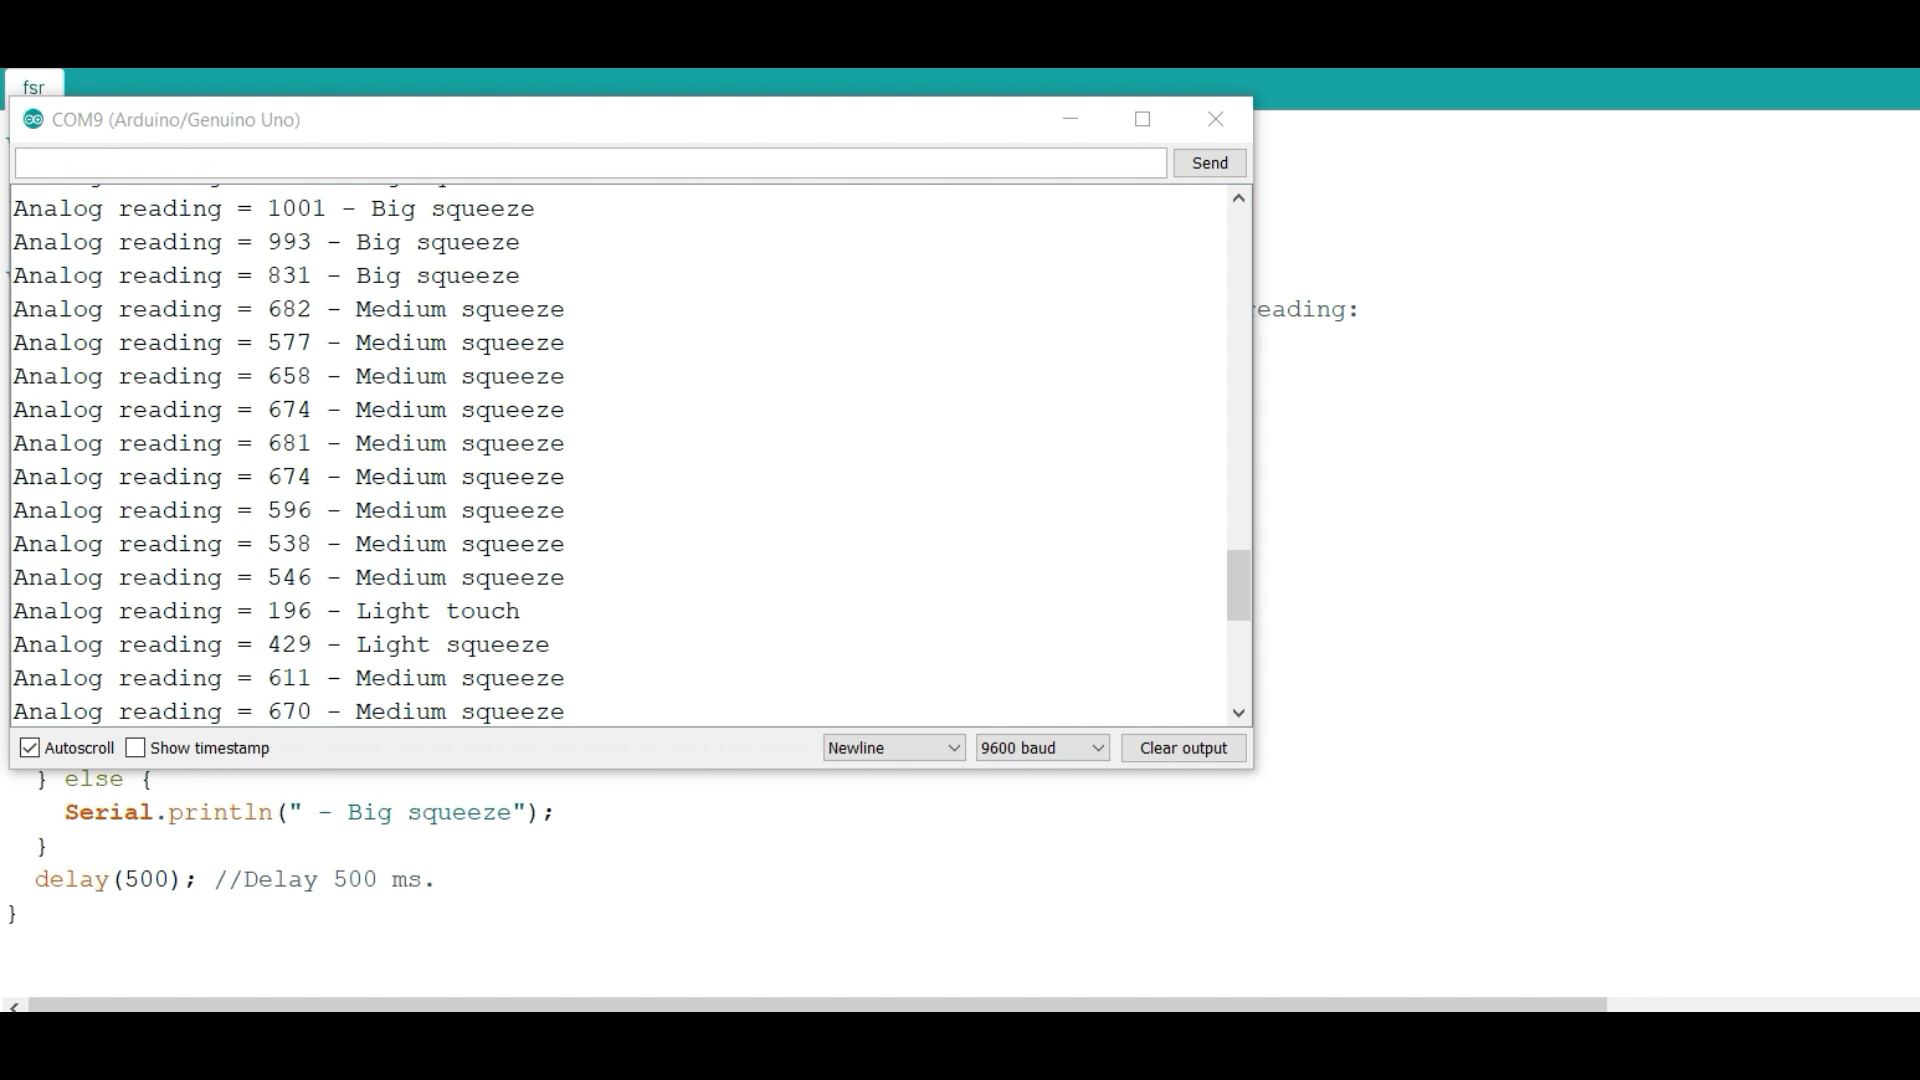 fsr
COM9 (Arduino/Genuino Uno)
Send
Analog reading = 1001 - Big squeeze
Analog reading = 993 - Big squeeze
Analog reading = 831 - Big squeeze
Analog reading = 682 - Medium squeeze
eading:
Analog reading = 577 - Medium squeeze
Analog reading = 658 - Medium squeeze
Analog reading = 674 - Medium squeeze
Analog reading = 681 - Medium squeeze
Analog reading = 674 - Medium squeeze
Analog reading = 596 - Medium squeeze
Analog reading = 538 - Medium squeeze
Analog reading = 546 - Medium squeeze
Analog reading = 196 - Light touch
Analog reading = 429 - Light squeeze
Analog reading = 611 - Medium squeeze
Analog reading = 670 - Medium squeeze
Autoscroll Show timestamp Newline 9600 baud Clear output
} else {
Serial.println(" - Big squeeze");
}
delay(500); //Delay 500 ms.
}